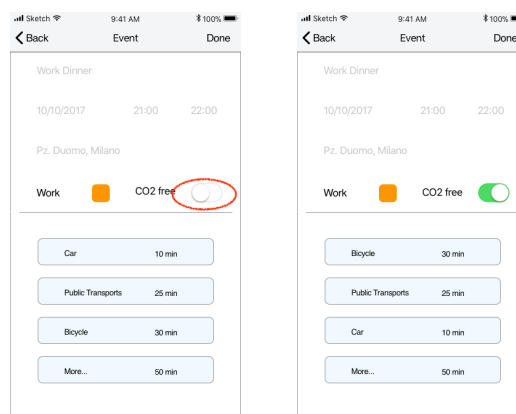 Sketch 9:41 AM 100%
Back Event Done
Work Dinner
10/10/2017 21:00 22:00
Pz. Duomo, Milano
Work CO2 free
Car 10 min
Public Transports 25 min
Bicycle 30 min
More... 50 min
Sketch 9:41 AM 100%
Back Event Done
Work Dinner
10/10/2017 21:00 22:00
Pz. Duomo, Milano
Work CO2 free
Bicycle 30 min
Public Transports 25 min
Car 10 min
More... 50 min